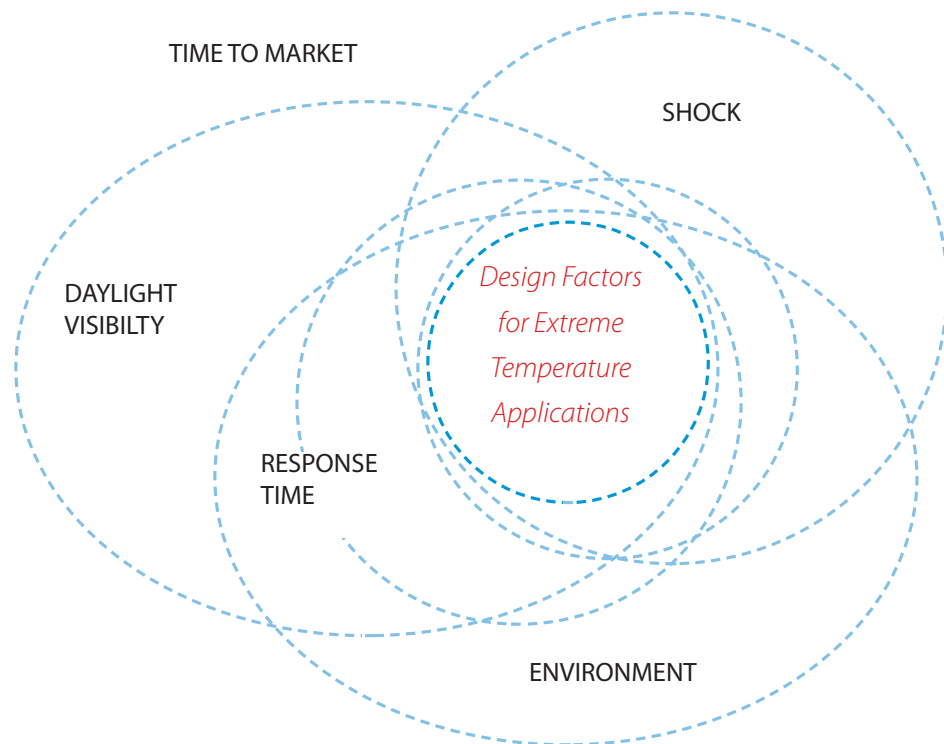 TIME TO MARKET
SHOCK
DAYLIGHT
VISIBILTY
Design Factors
for Extreme
Temperature
Applications
RESPONSE
TIME
ENVIRONMENT